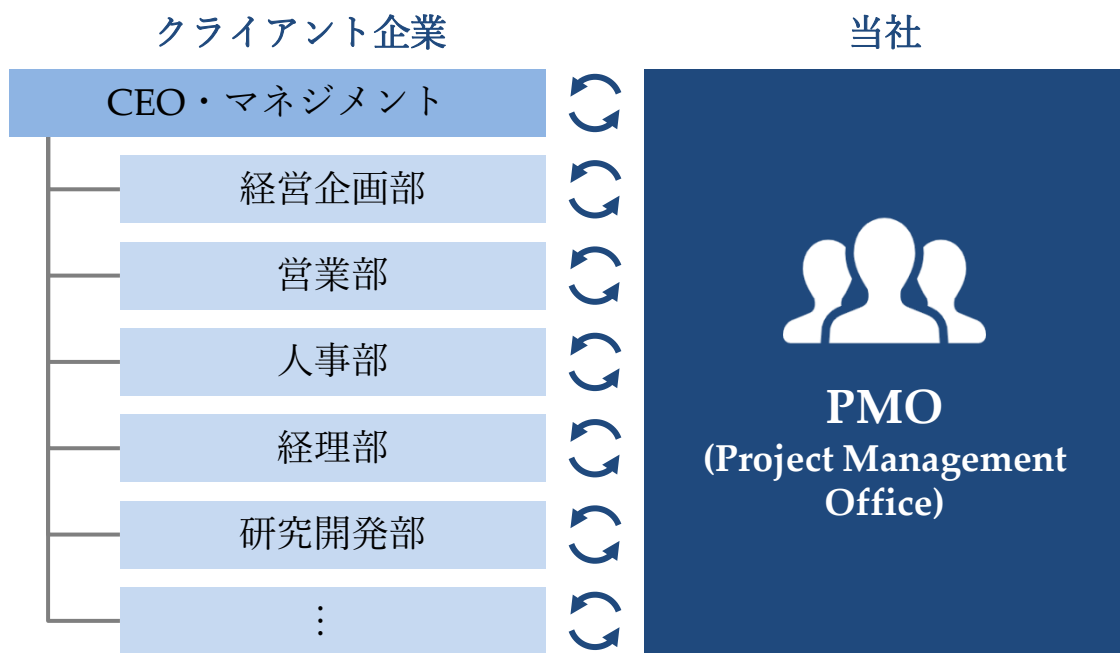 クライアント企業
当社
CEO・マネジメント
経営企画部
営業部
人事部
経理部
研究開発部
⋮
PMO
(Project Management
Office)